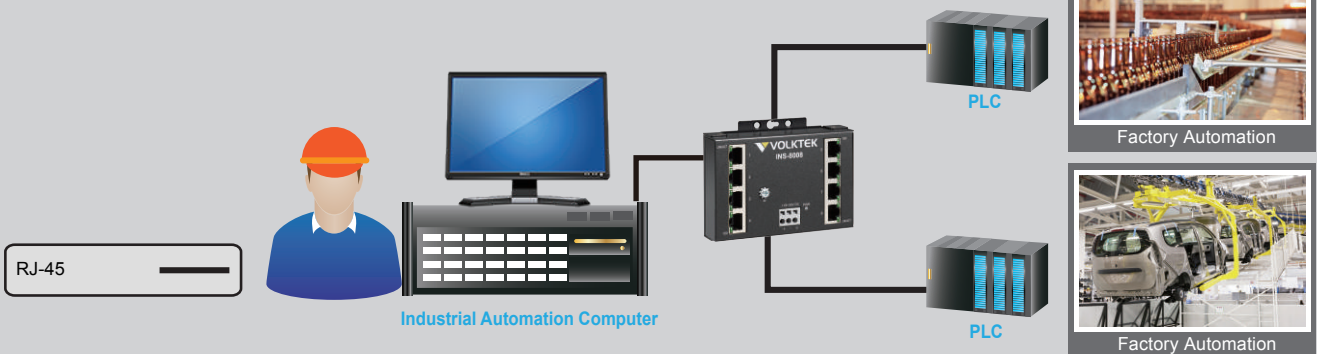 RJ-45
Industrial Automation Computer
VOLKTEK
INS-8008
PLC
PLC
Factory Automation
Factory Automation